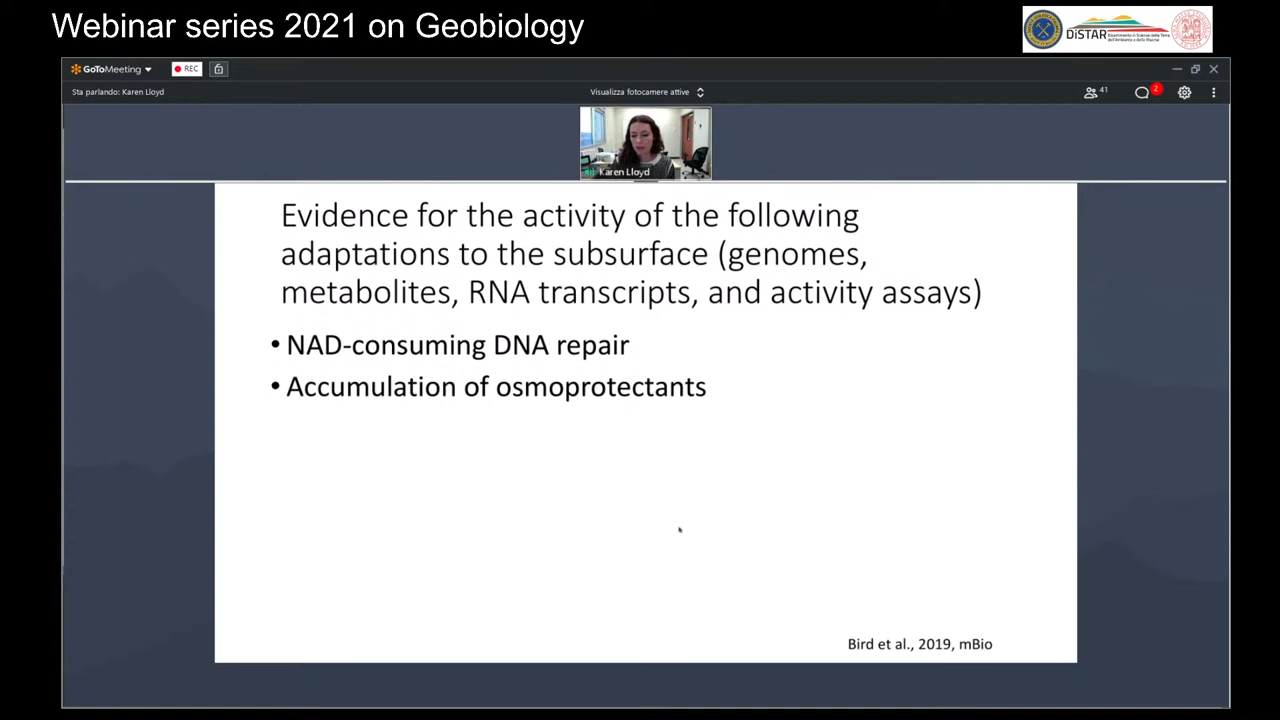 Webinar series 2021 on Geobiology
DiSTAR
GoToMeeting
REC
Sta parlando: Karen Lloyd
Visualizza fotocamere attive
41
2
Karen Lloyd
Evidence for the activity of the following
adaptations to the subsurface (genomes,
metabolites, RNA transcripts, and activity assays)
• NAD-consuming DNA repair
• Accumulation of osmoprotectants
Bird et al., 2019, mBio